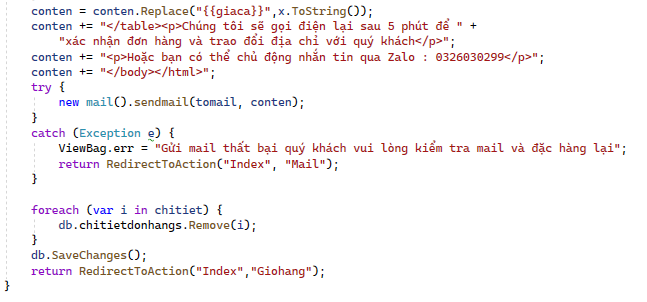 conten = conten.Replace("{{giaca}}",x.ToString());
conten += "</table><p>Chúng tôi sẽ gọi điện lại sau 5 phút để " +
"xác nhận đơn hàng và trao đổi địa chỉ với quý khách</p>";
conten += "<p>Hoặc bạn có thể chủ động nhắn tin qua Zalo : 0326030299</p>";
conten += "</body></html>";
try {
new mail().sendmail(tomail, conten);
}
catch (Exception e) {
ViewBag.err = "Gửi mail thất bại quý khách vui lòng kiểm tra mail và đặc hàng lại";
return RedirectToAction("Index", "Mail");
}
foreach (var i in chitiet) {
db.chitietdonhangs.Remove(i);
}
db.SaveChanges();
return RedirectToAction("Index","Giohang");
}